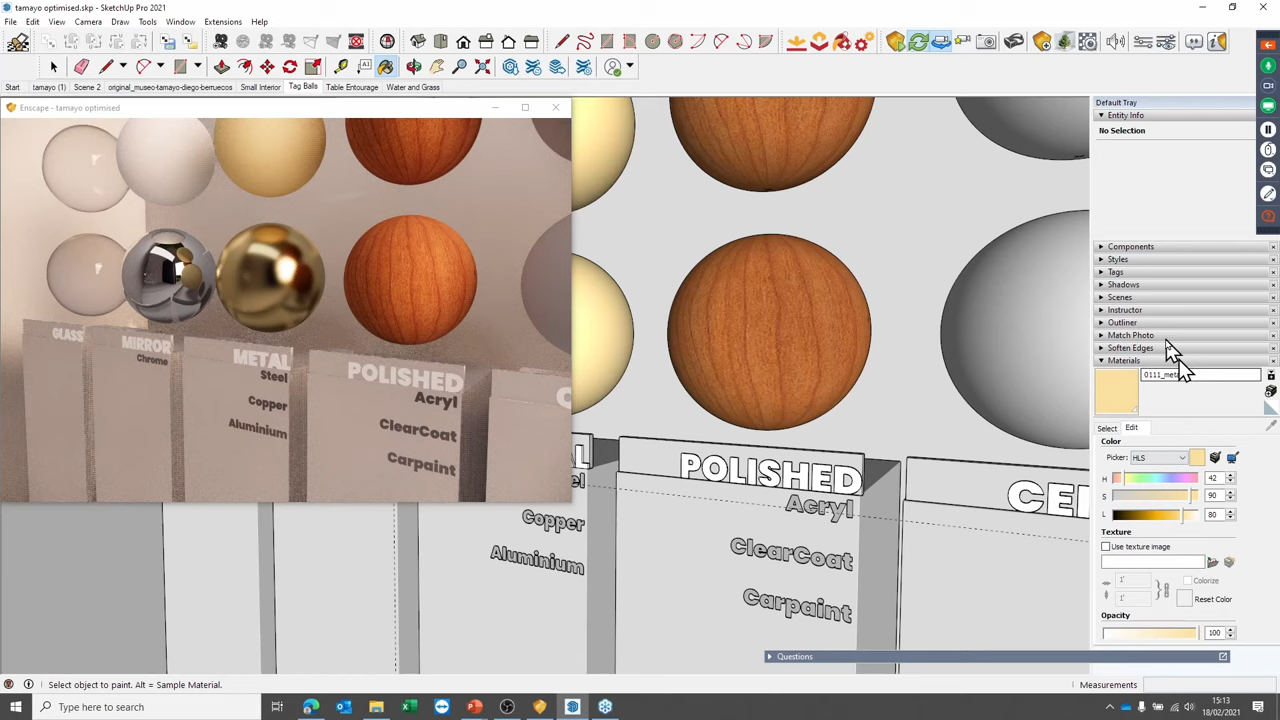 tamayo optimised.skp - SketchUp Pro 2021
File Edit View Camera Draw Tools Window Extensions Help
Start tamayo (1) Scene 2 original_museo-tamayo-diego-berruecos Small Interior Tag Balls Table Entourage Water and Grass
Enscape - tamayo optimised
GLASS
MIRROR
Chrome
METAL
Steel
Copper
Aluminium
POLISHED
Acryl
ClearCoat
Carpaint
C
AL
el
Copper
Aluminium
POLISHED
Acryl
ClearCoat
Carpaint
CE
Default Tray
Entity Info
No Selection
Components
Styles
Tags
Shadows
Scenes
Instructor
Outliner
Match Photo
Soften Edges
Materials
Select Edit
Color
Picker: HLS
H 42
S 90
L 80
Texture
Use texture image
1' Colorize
1' Reset Color
Opacity
100
Questions
Select object to paint. Alt = Sample Material.
Measurements
Type here to search
15:13
18/02/2021